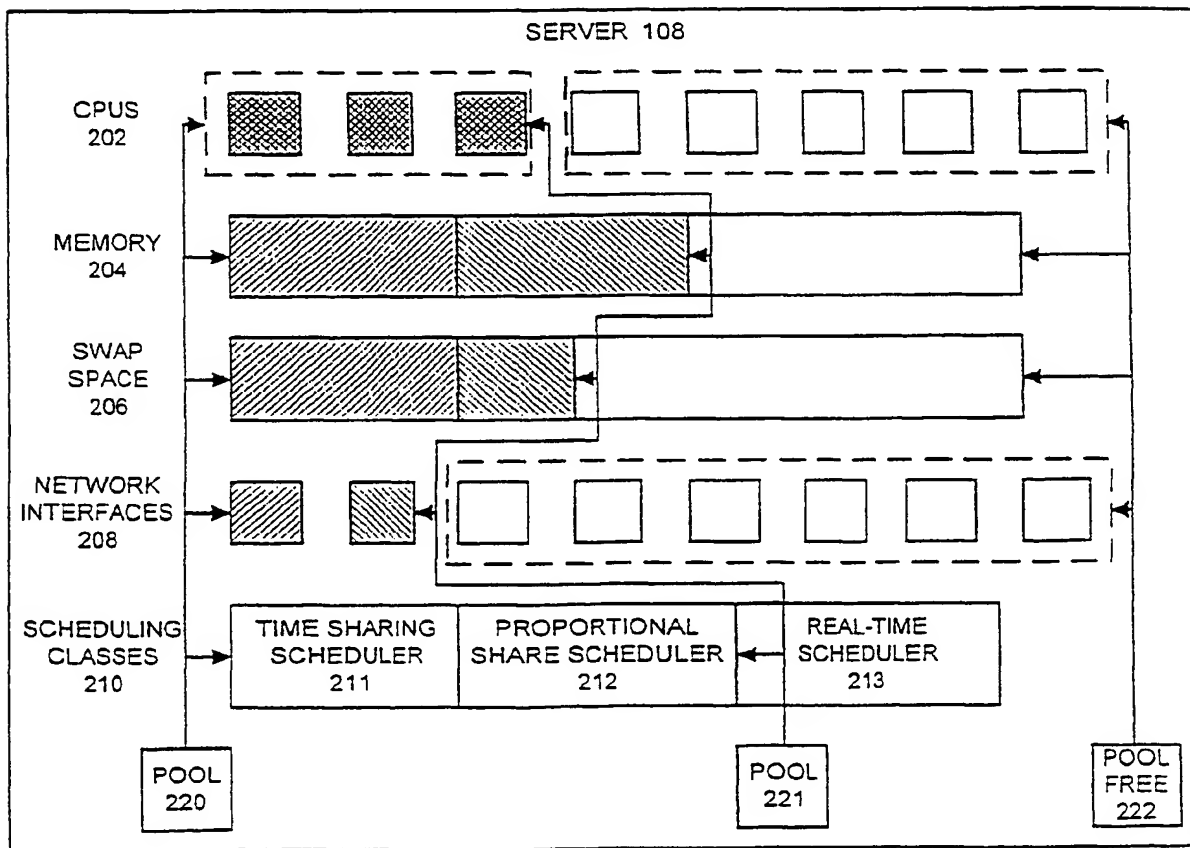 SERVER 108
CPUS
202
MEMORY
204
SWAP
SPACE
206
NETWORK
INTERFACES
208
SCHEDULING
CLASSES
210
TIME SHARING
SCHEDULER
211
PROPORTIONAL
SHARE SCHEDULER
212
REAL-TIME
SCHEDULER
213
POOL
220
POOL
221
POOL
FREE
222